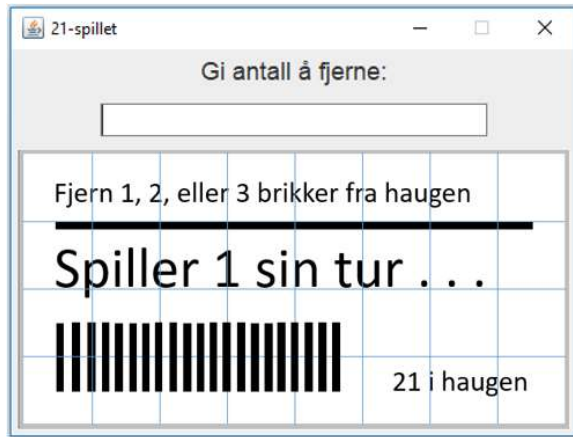 21-spillet
Gi antall å fjerne:
Fjern 1, 2, eller 3 brikker fra haugen
Spiller 1 sin tur . . .
21 i haugen